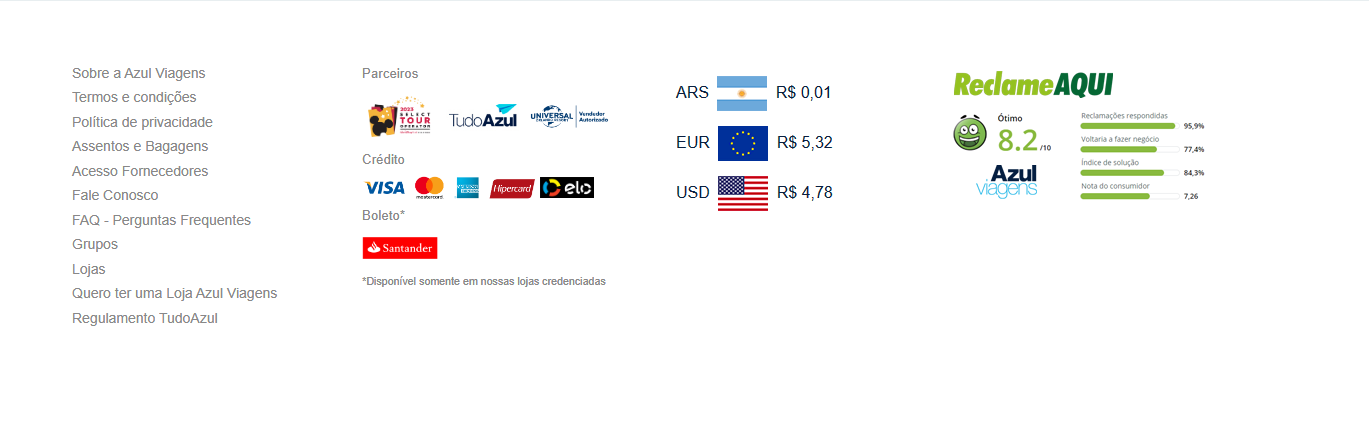 Sobre a Azul Viagens
Termos e condições
Política de privacidade
Assentos e Bagagens
Acesso Fornecedores
Fale Conosco
FAQ - Perguntas Frequentes
Grupos
Lojas
Quero ter uma Loja Azul Viagens
Regulamento TudoAzul
Parceiros
2023
SELECT
TOUR
OPERATOR
TudoAzul
UNIVERSAL
Vendedor
Autorizado
Crédito
VISA
mastercard
Hipercard
elo
Boleto*
Santander
*Disponível somente em nossas lojas credenciadas
ARS R$ 0,01
EUR R$ 5,32
USD R$ 4,78
ReclameAQUI
Ótimo
8.2 /10
Azul
viagens
Reclamações respondidas
95,9%
Voltaria a fazer negócio
77,4%
Índice de solução
84,3%
Nota do consumidor
7,26